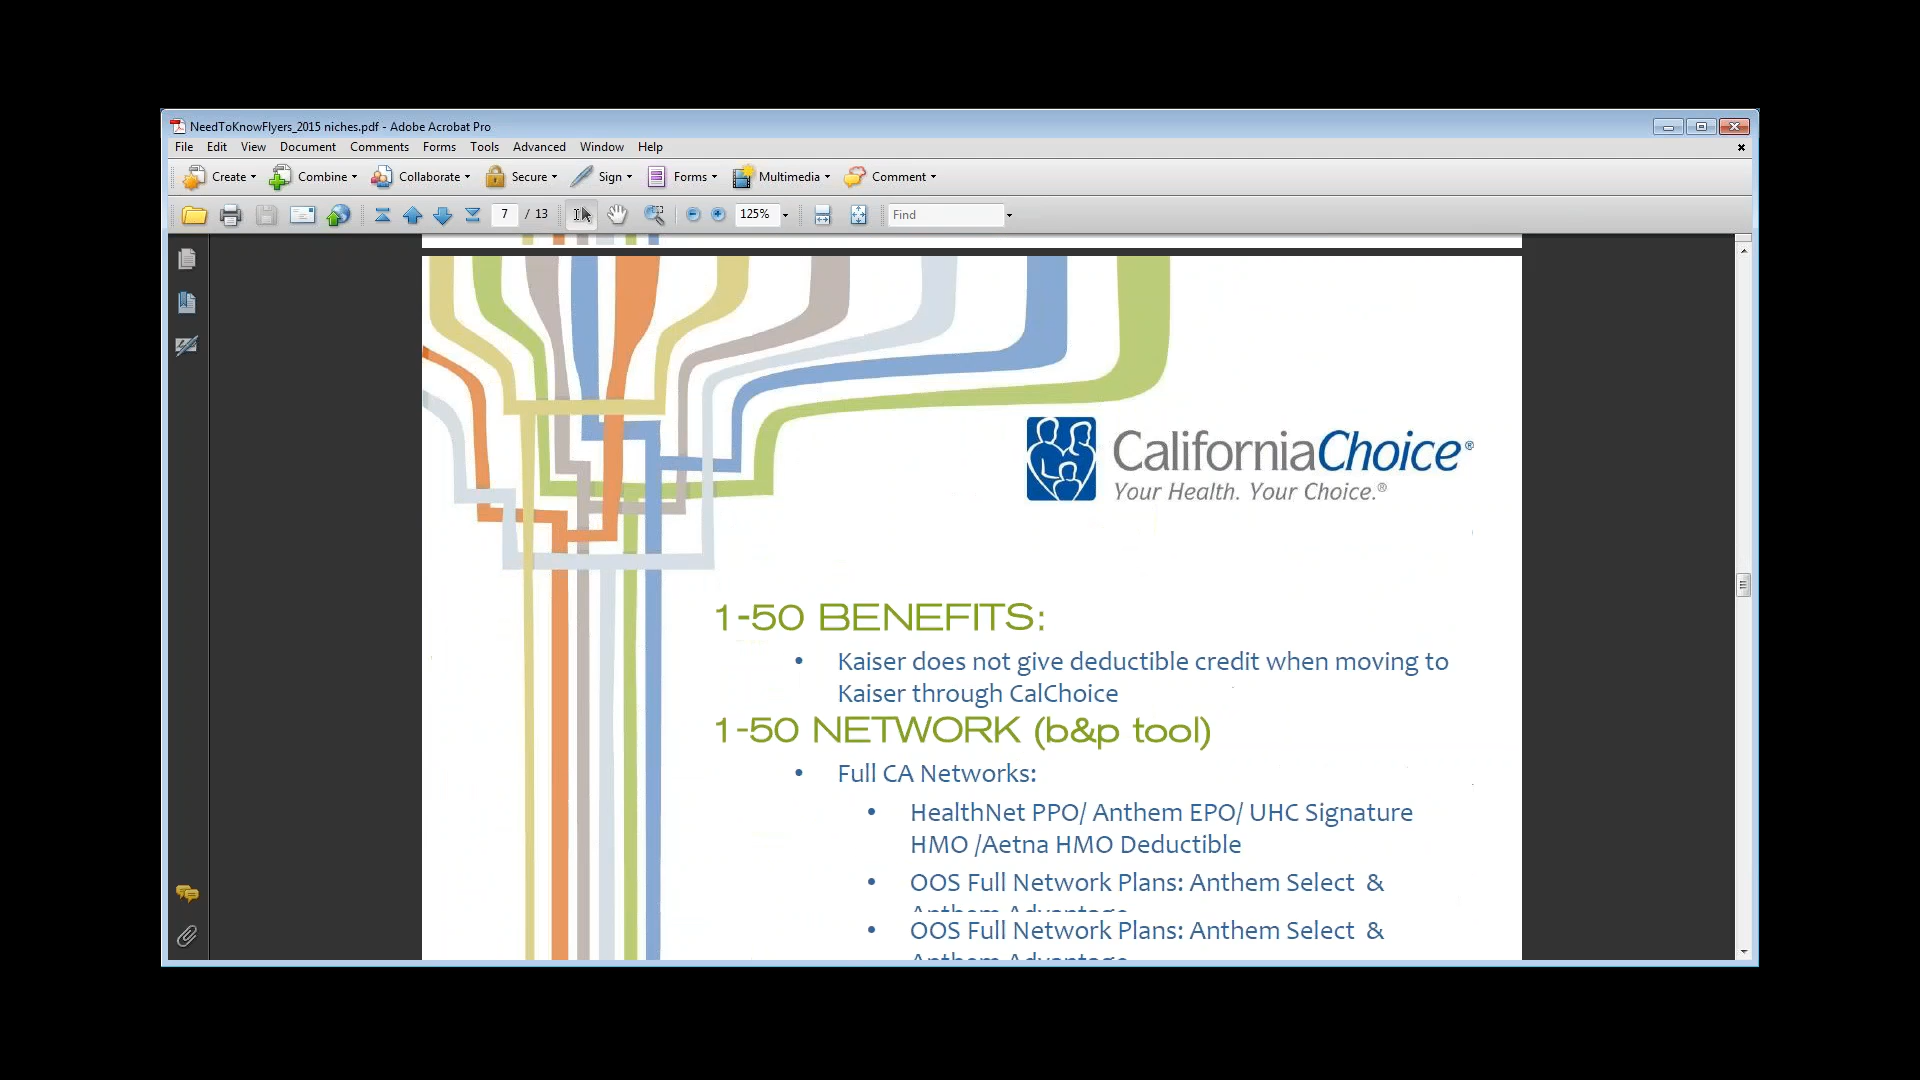 NeedToKnowFlyers_2015 niches.pdf - Adobe Acrobat Pro
File Edit View Document Comments Forms Tools Advanced Window Help
Create Combine Collaborate Secure Sign Forms Multimedia Comment
7 / 13 125% Find
CaliforniaChoice®
Your Health. Your Choice.®
1-50 BENEFITS:
• Kaiser does not give deductible credit when moving to
Kaiser through CalChoice
1-50 NETWORK (b&p tool)
• Full CA Networks:
• HealthNet PPO/ Anthem EPO/ UHC Signature
HMO /Aetna HMO Deductible
• OOS Full Network Plans: Anthem Select &
Anthem Advantage
• OOS Full Network Plans: Anthem Select &
Anthem Advantage